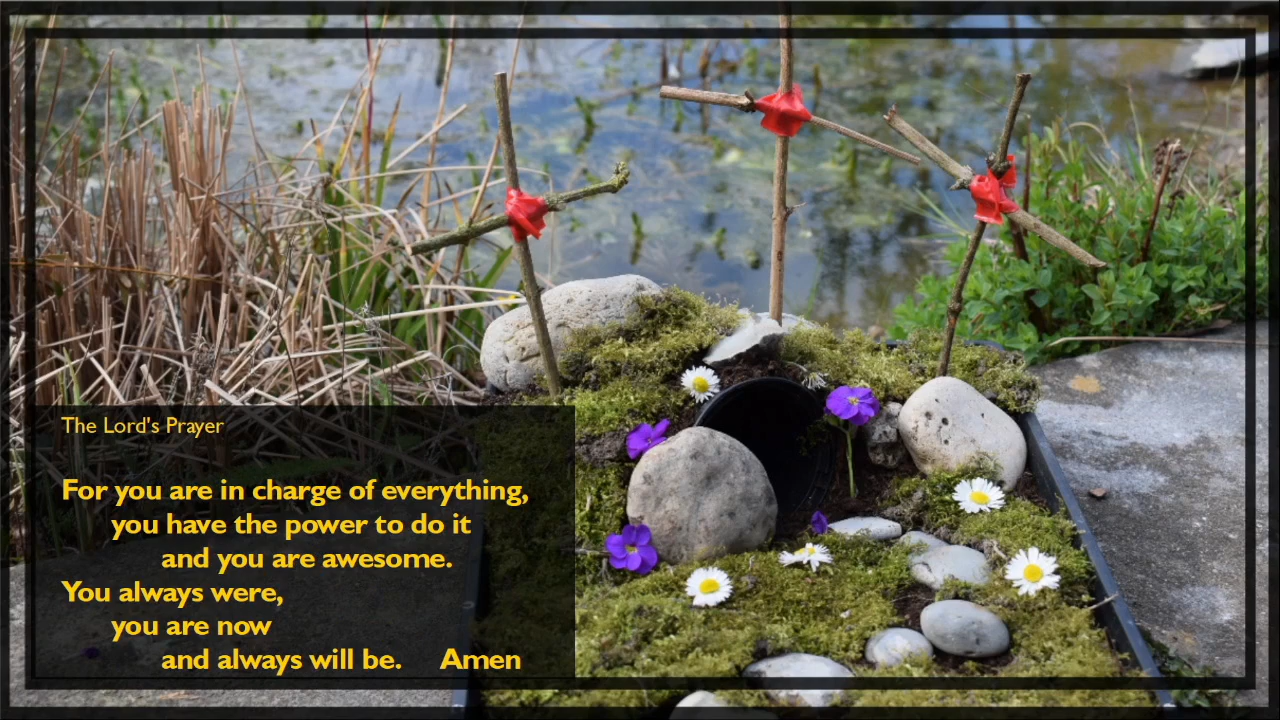 The Lord's Prayer
For you are in charge of everything,
you have the power to do it
and you are awesome.
You always were,
you are now
and always will be. Amen